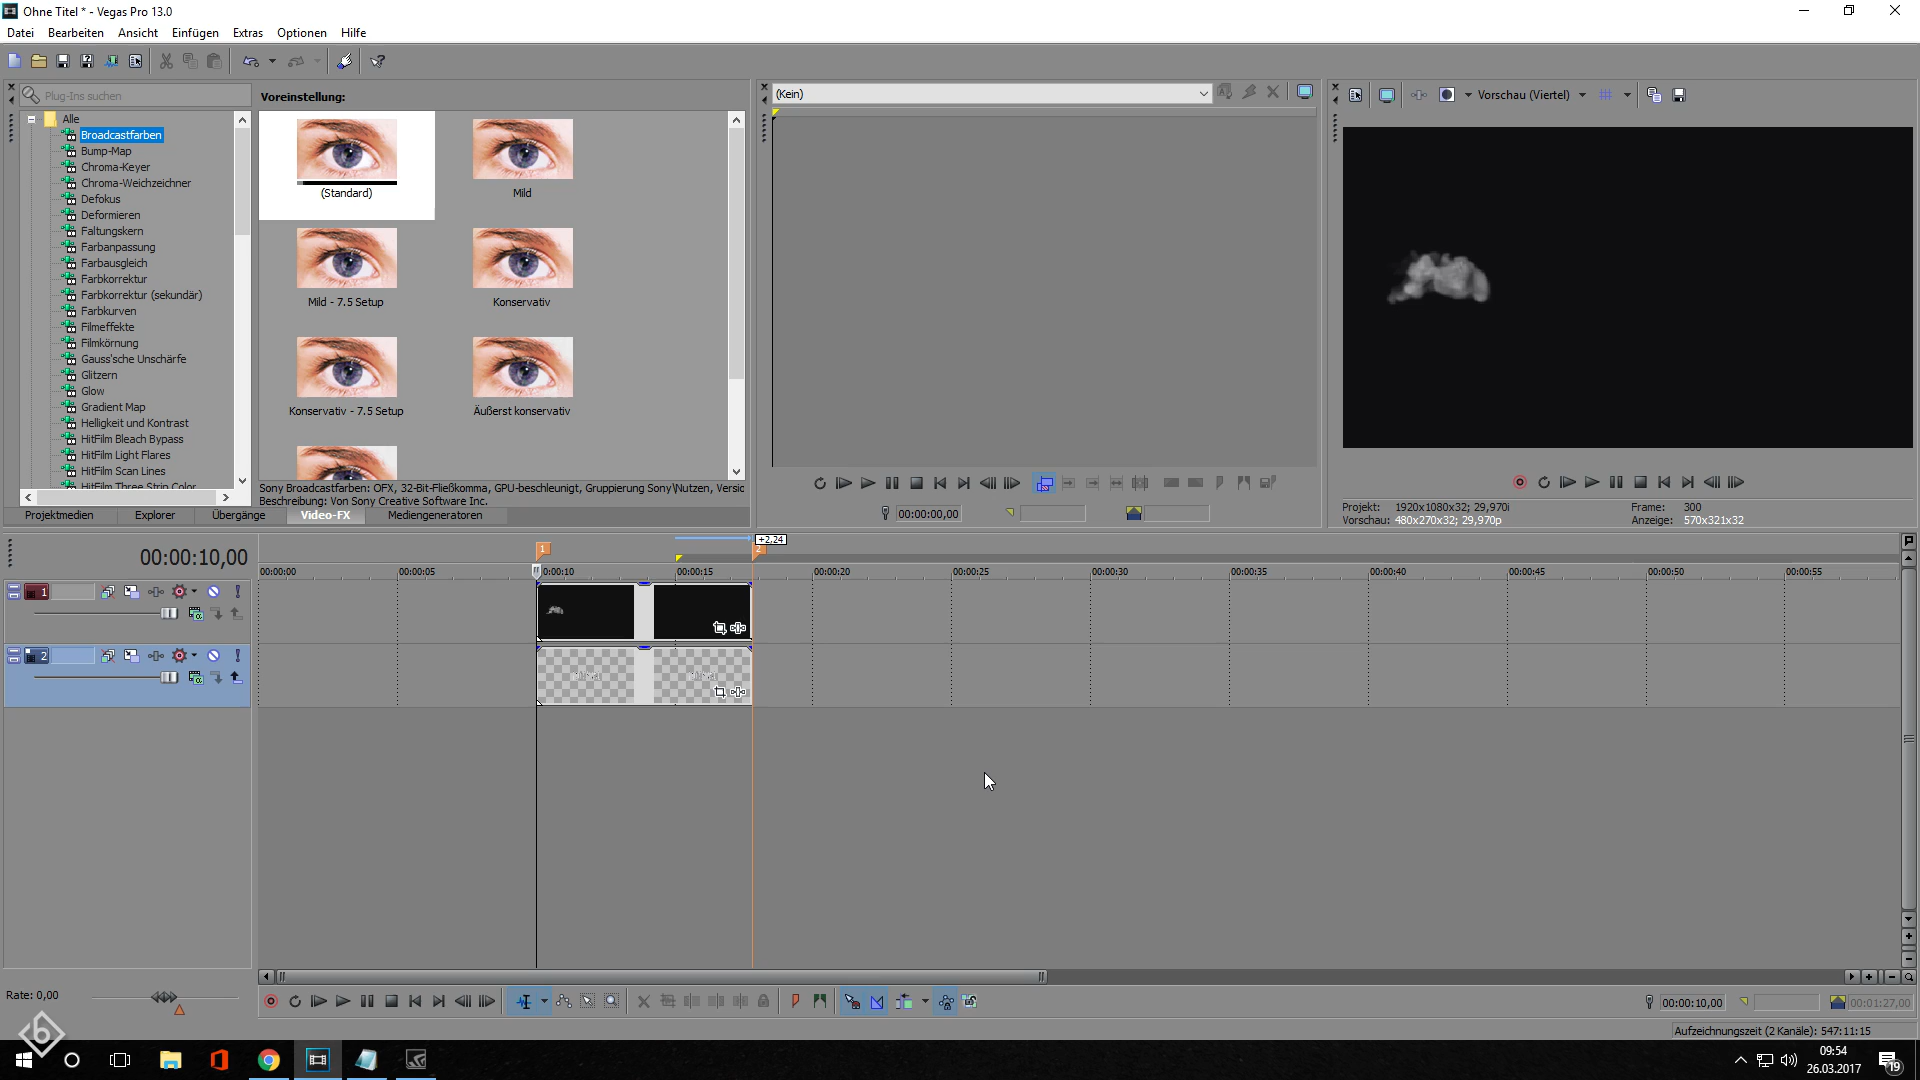 Ohne Titel * - Vegas Pro 13.0
Datei Bearbeiten Ansicht Einfügen Extras Optionen Hilfe
Plug-Ins suchen
Alle
Broadcastfarben
Bump-Map
Chroma-Keyer
Chroma-Weichzeichner
Defokus
Deformieren
Faltungskern
Farbanpassung
Farbausgleich
Farbkorrektur
Farbkorrektur (sekundär)
Farbkurven
Filmeffekte
Filmkörnung
Gauss'sche Unschärfe
Glitzern
Glow
Gradient Map
Helligkeit und Kontrast
HitFilm Bleach Bypass
HitFilm Light Flares
HitFilm Scan Lines
HitFilm Three Strip Color
Voreinstellung:
(Standard) Mild
Mild - 7.5 Setup Konservativ
Konservativ - 7.5 Setup Äußerst konservativ
Sony Broadcastfarben: OFX, 32-Bit-Fließkomma, GPU-beschleunigt, Gruppierung Sony\Nutzen, Versio
Beschreibung: Von Sony Creative Software Inc.
Projektmedien Explorer Übergänge Video-FX Mediengeneratoren
(Kein)
00:00:00,00
Vorschau (Viertel)
Projekt: 1920x1080x32; 29,970i Frame: 300
Vorschau: 480x270x32; 29,970p Anzeige: 570x321x32
00:00:10,00
1 2 +2,24
00:00:00 00:00:05 0:00:10 00:00:15 00:00:20 00:00:25 00:00:30 00:00:35 00:00:40 00:00:45 00:00:50 00:00:55
1
2
Rate: 0,00
00:00:10,00 00:01:27,00
Aufzeichnungszeit (2 Kanäle): 547:11:15
09:54
26.03.2017
19